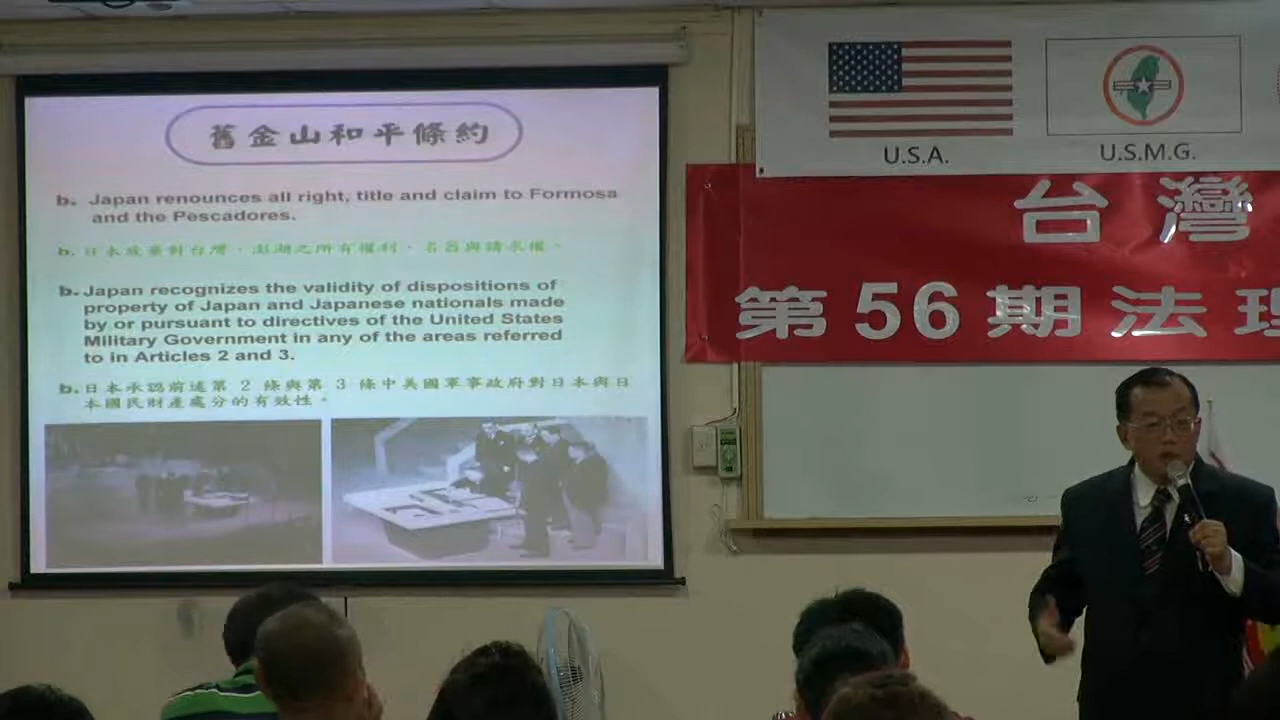 舊金山和平條約
b. Japan renounces all right, title and claim to Formosa
and the Pescadores.
b. 日本放棄對台灣、澎湖之所有權利、名器與請求權。
b. Japan recognizes the validity of dispositions of
property of Japan and Japanese nationals made
by or pursuant to directives of the United States
Military Government in any of the areas referred
to in Articles 2 and 3.
b. 日本承認前述第 2 條與第 3 條中美國軍事政府對日本與日
本國民財產處分的有效性。
U.S.A.
U.S.M.G.
台灣
第56期法理